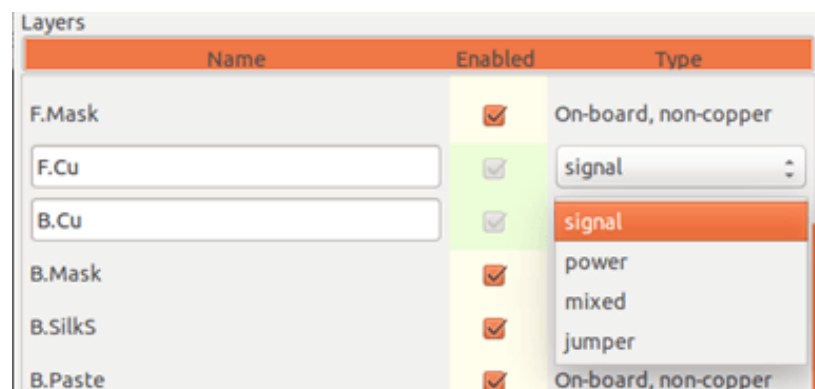 Layers
Name Enabled Type
F.Mask On-board, non-copper
F.Cu signal
B.Cu signal
power
B.Mask
mixed
B.SilkS
jumper
B.Paste On-board, non-copper